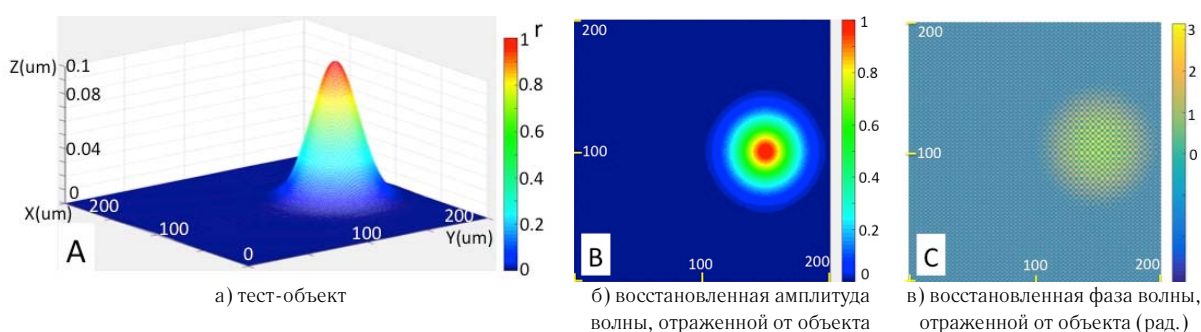 Z(um) 0.1
0.08
0.04
0
X(um) 200
100
0
100
200
Y(um)
A
r
1
0.8
0.6
0.4
0.2
0
200
100
B
100
200
1
0.8
0.6
0.4
0.2
0
200
100
C
100
200
3
2
1
0
а) тест-объект
б) восстановленная амплитуда
волны, отраженной от объекта
в) восстановленная фаза волны,
отраженной от объекта (рад.)